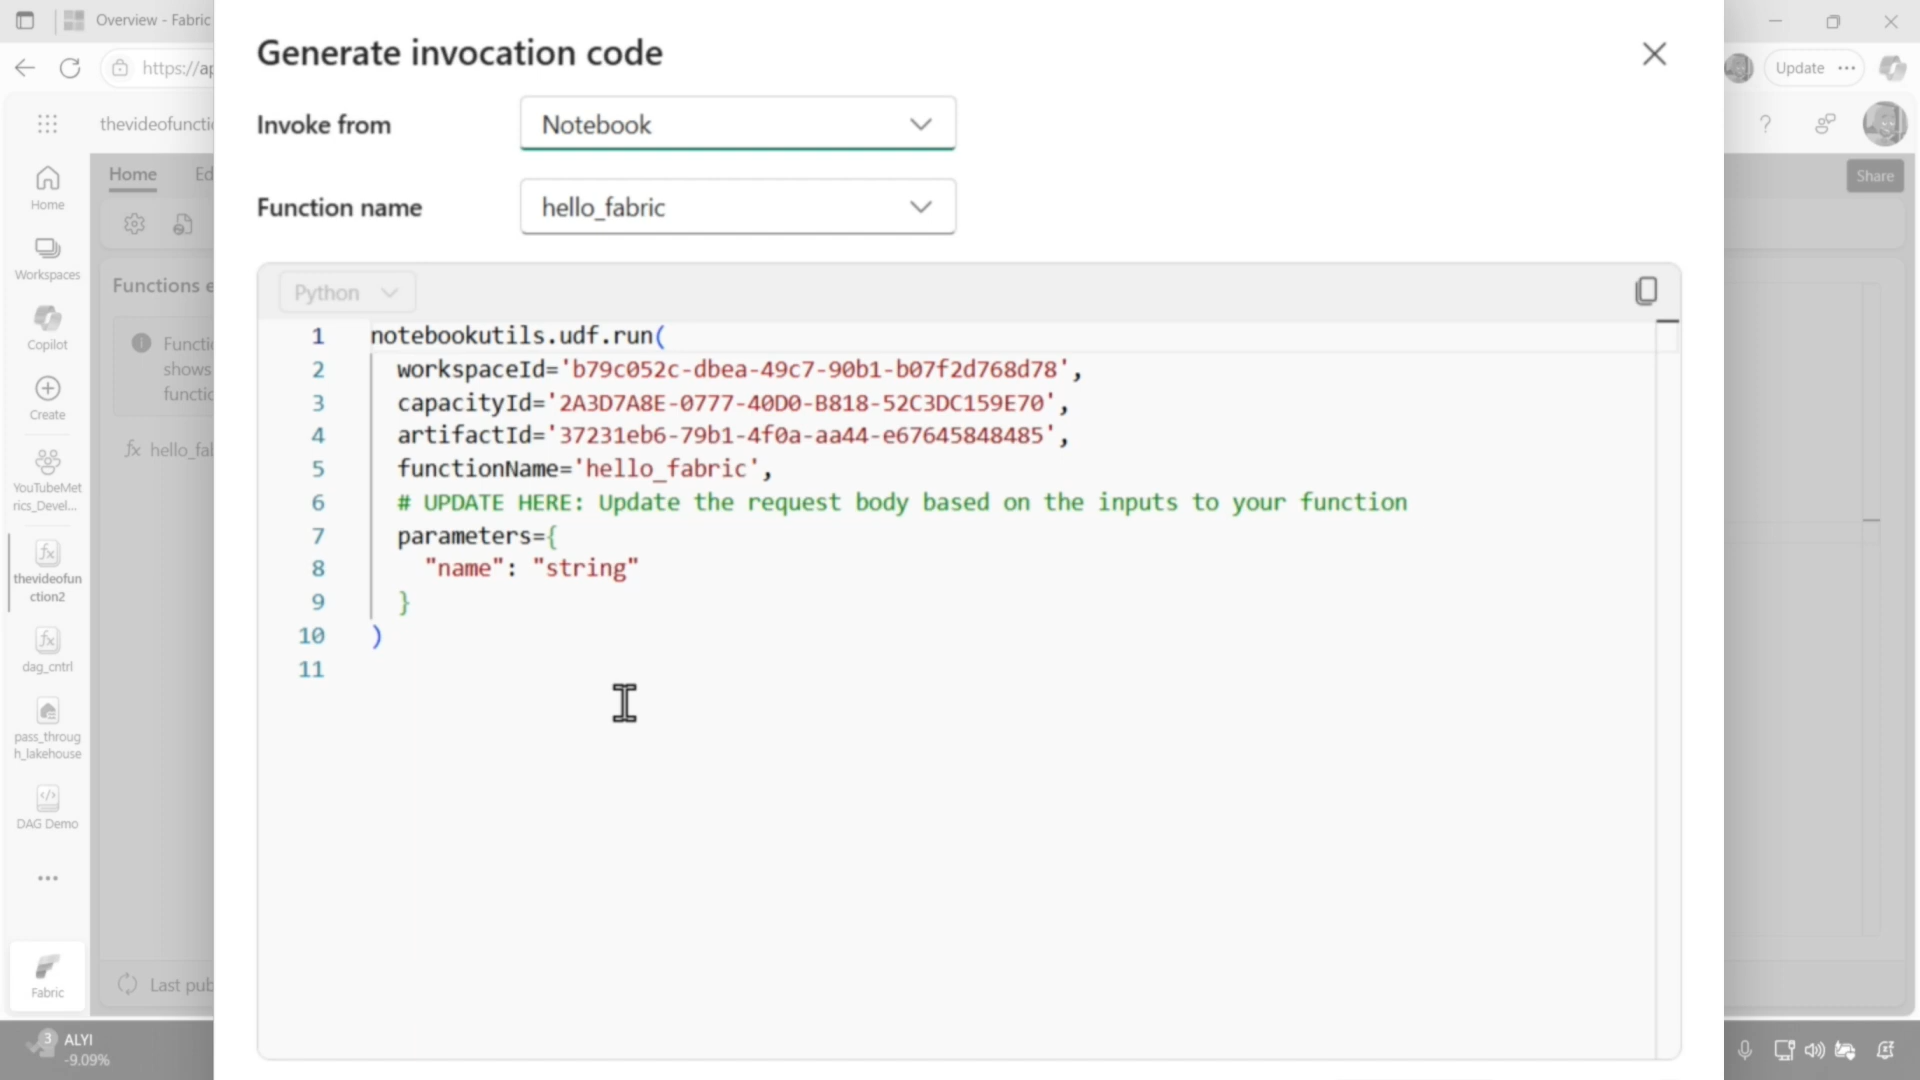 Overview - Fabric
Generate invocation code
https://ap
Update
Invoke from
Notebook
thevideofuncti
Home
Ed
Share
Function name
hello_fabric
Home
Workspaces
Copilot
Create
YouTubeMet
rics_Devel...
thevideofun
ction2
dag_cntrl
pass_throug
h_lakehouse
DAG Demo
Fabric
Functions e
Functi
shows
functio
fx hello_fal
Last pub
Python
1 notebookutils.udf.run(
2 workspaceId='b79c052c-dbea-49c7-90b1-b07f2d768d78',
3 capacityId='2A3D7A8E-0777-40D0-B818-52C3DC159E70',
4 artifactId='37231eb6-79b1-4f0a-aa44-e67645848485',
5 functionName='hello_fabric',
6 # UPDATE HERE: Update the request body based on the inputs to your function
7 parameters={
8 "name": "string"
9 }
10 )
11
3
ALYI
-9.09%